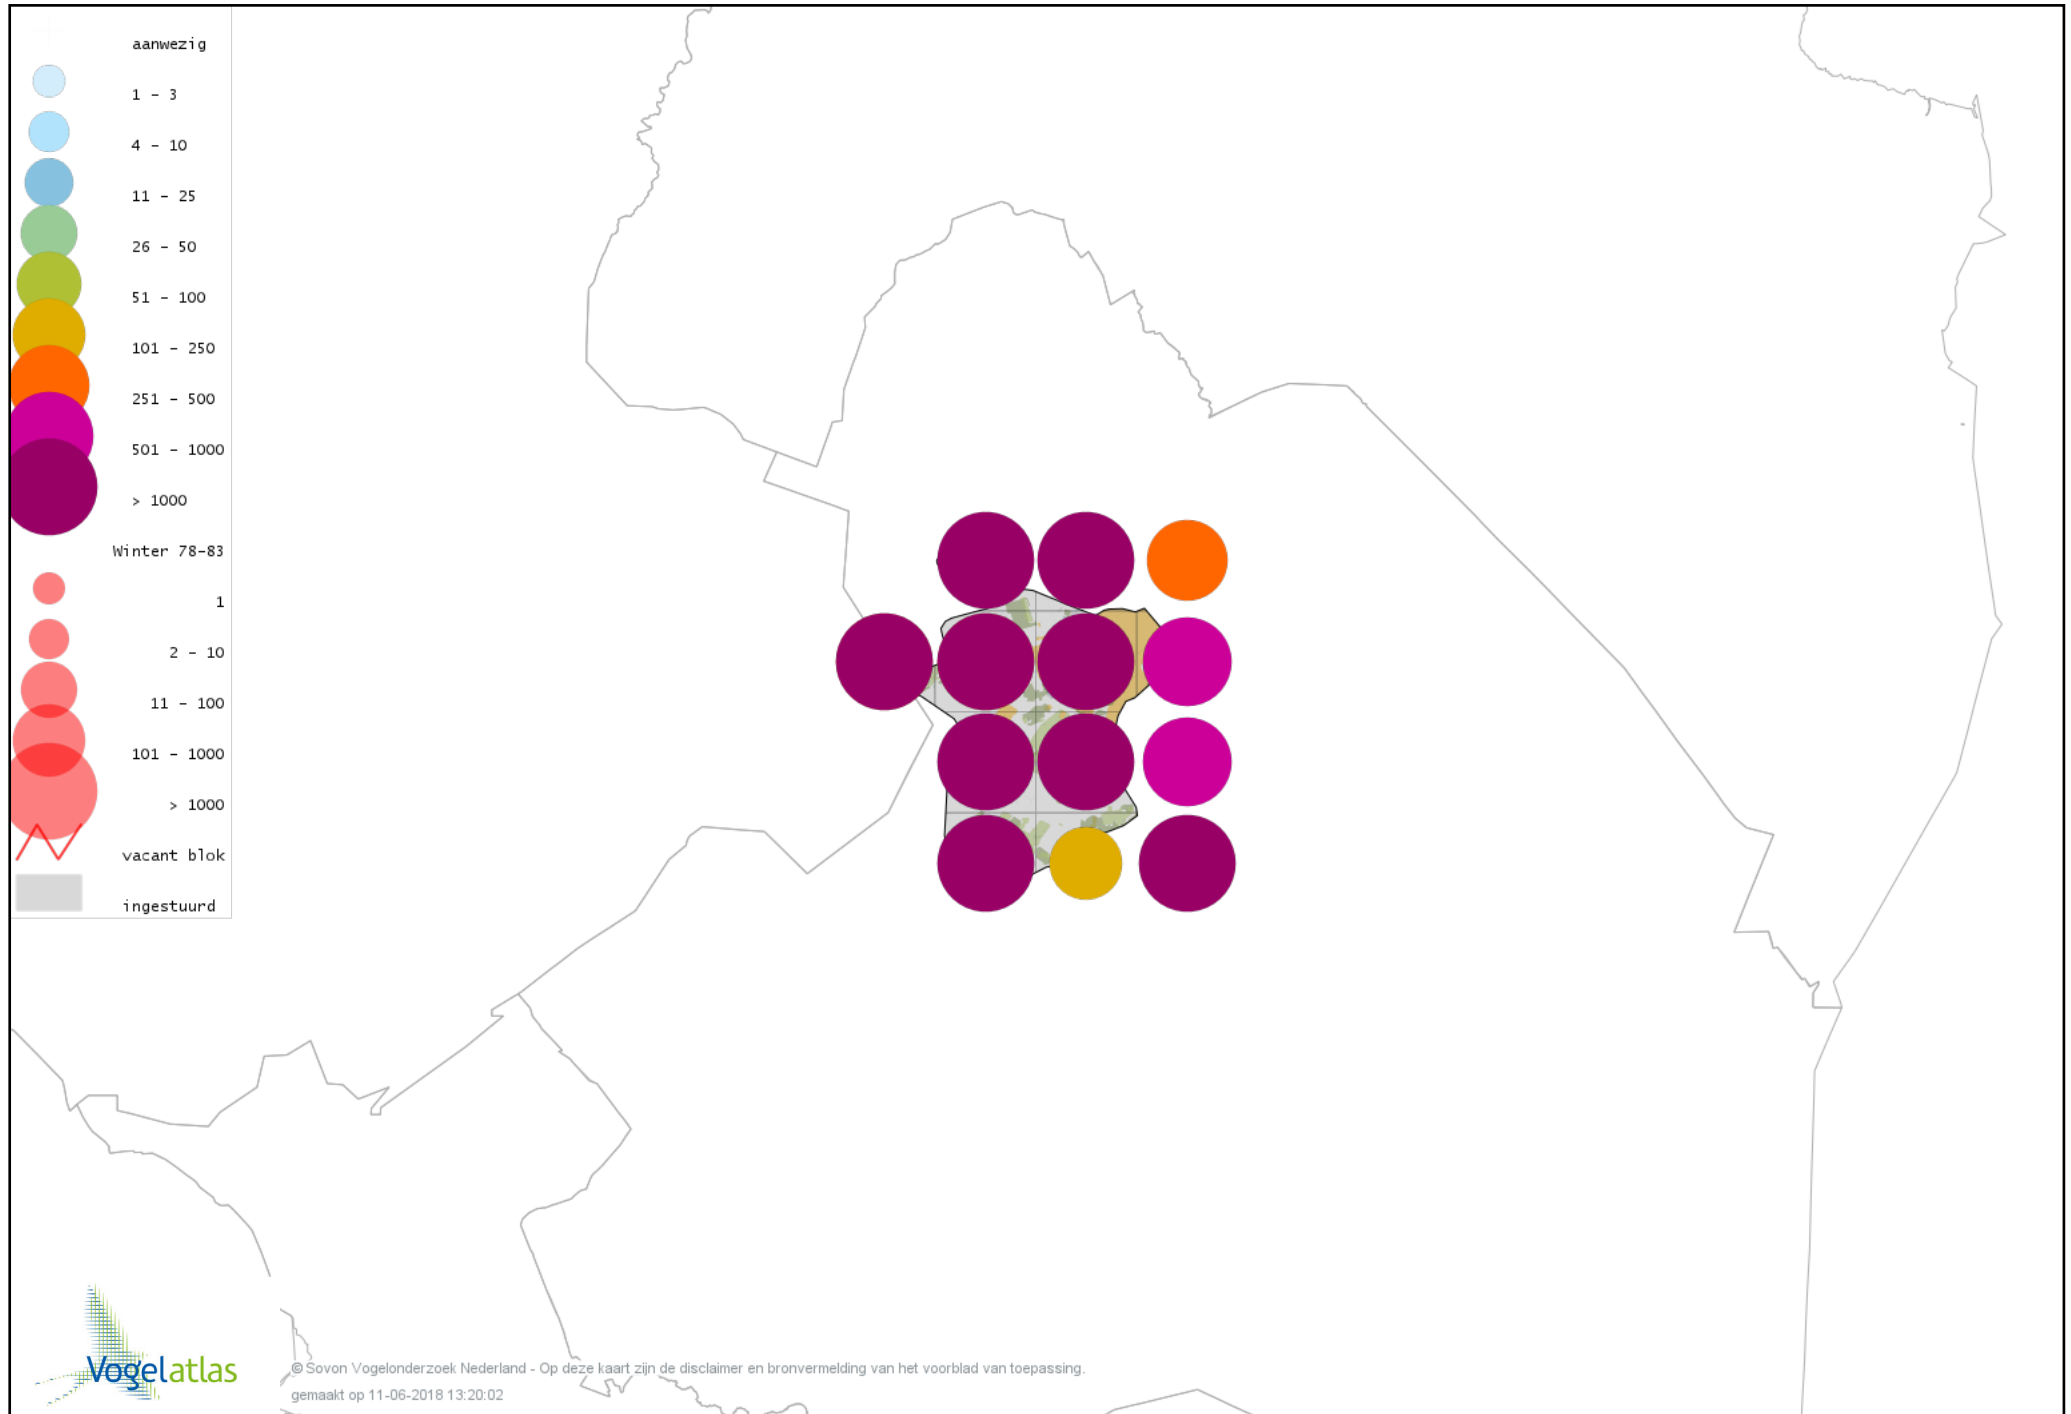 aanwezig
1 - 3
4 - 10
11 - 25
26 - 50
51 - 100
101 - 250
251 - 500
501 - 1000
> 1000
Winter 78-83
1
2 - 10
11 - 100
101 - 1000
> 1000
vacant blok
ingestuurd
Vogelatlas
© Sovon Vogelonderzoek Nederland - Op deze kaart zijn de disclaimer en bronvermelding van het voorblad van toepassing.
gemaakt op 11-06-2018 13:20:02